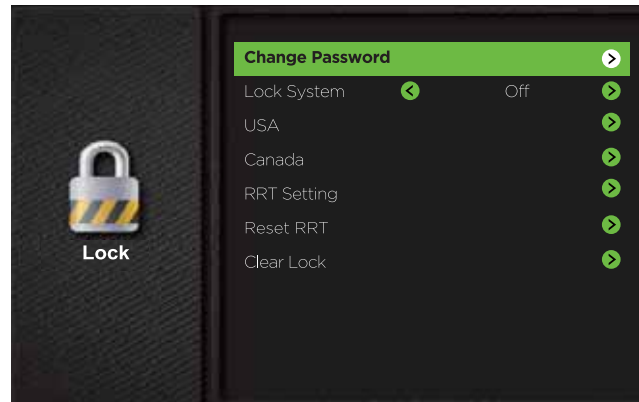 Lock
Change Password
Lock System Off
USA
Canada
RRT Setting
Reset RRT
Clear Lock